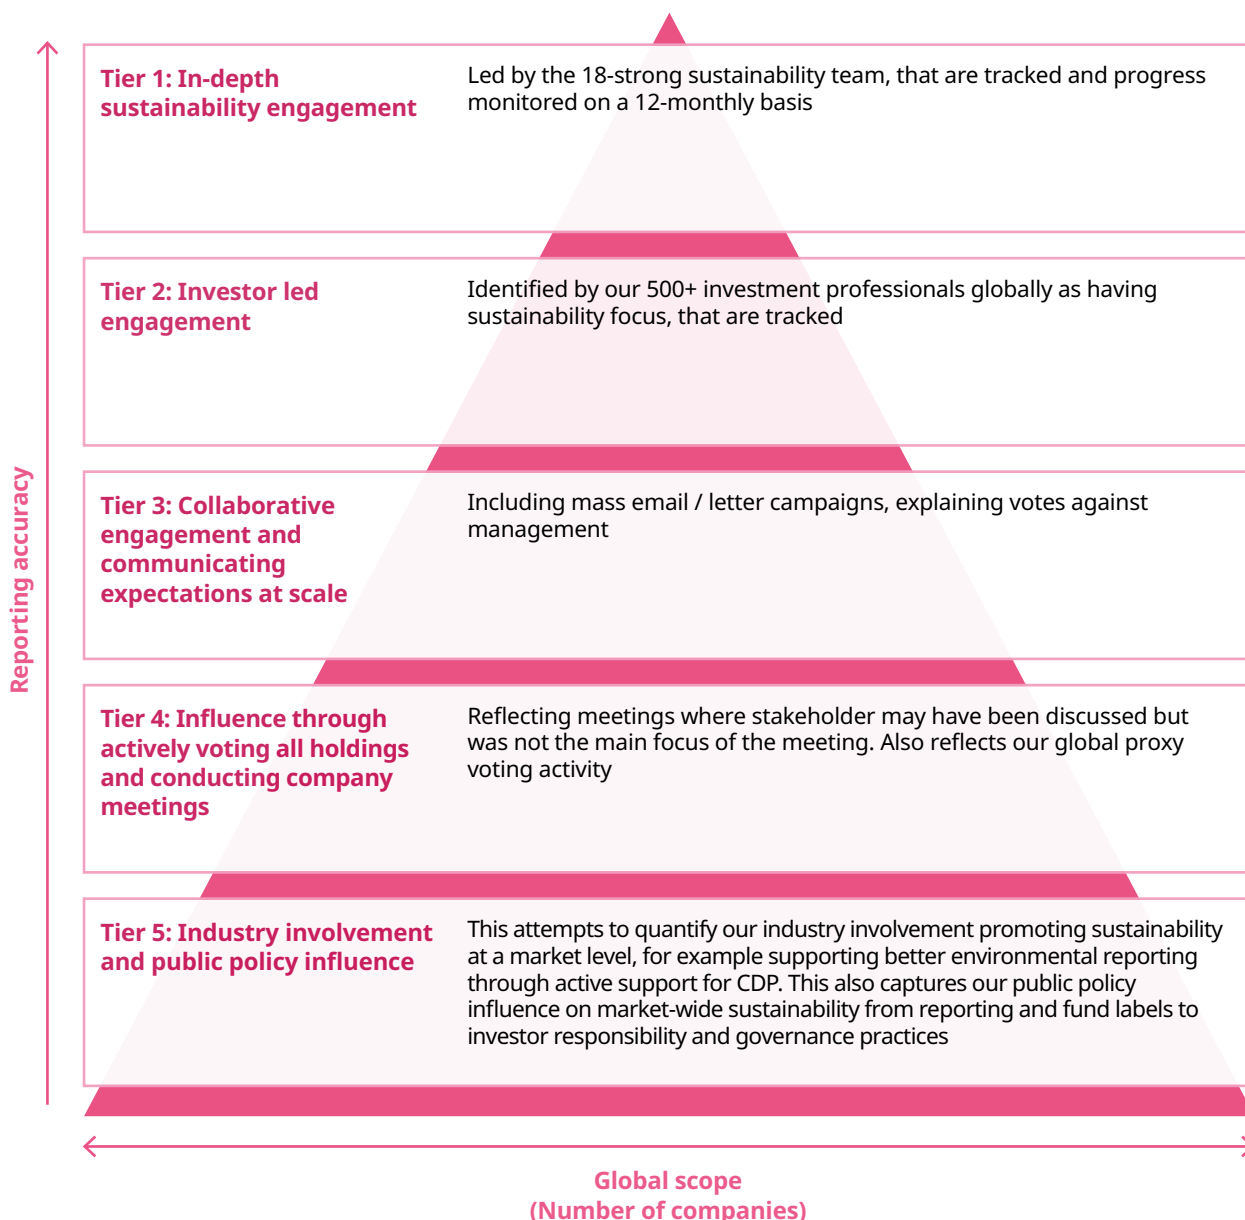 Tier 1: In-depth
sustainability engagement
Led by the 18-strong sustainability team, that are tracked and progress
monitored on a 12-monthly basis
Tier 2: Investor led
engagement
Identified by our 500+ investment professionals globally as having
sustainability focus, that are tracked
Tier 3: Collaborative
engagement and
communicating
expectations at scale
Including mass email / letter campaigns, explaining votes against
management
Tier 4: Influence through
actively voting all holdings
and conducting company
meetings
Reflecting meetings where stakeholder may have been discussed but
was not the main focus of the meeting. Also reflects our global proxy
voting activity
Tier 5: Industry involvement
and public policy influence
This attempts to quantify our industry involvement promoting sustainability
at a market level, for example supporting better environmental reporting
through active support for CDP. This also captures our public policy
influence on market-wide sustainability from reporting and fund labels to
investor responsibility and governance practices
Reporting accuracy
Global scope
(Number of companies)